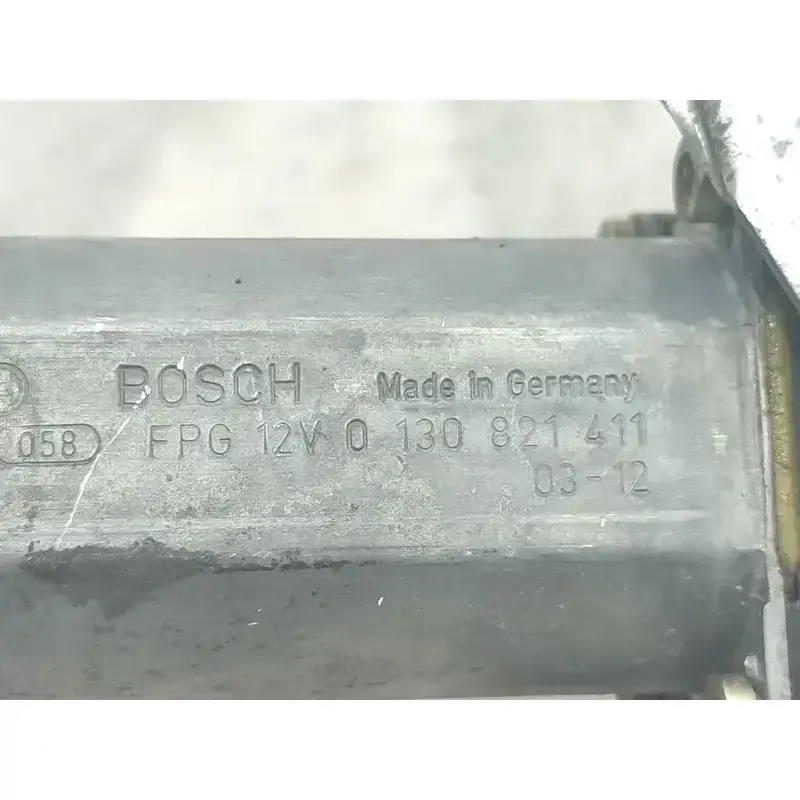 BOSCH Made in Germany
058 FPG 12V 0 130 821 411
03-12